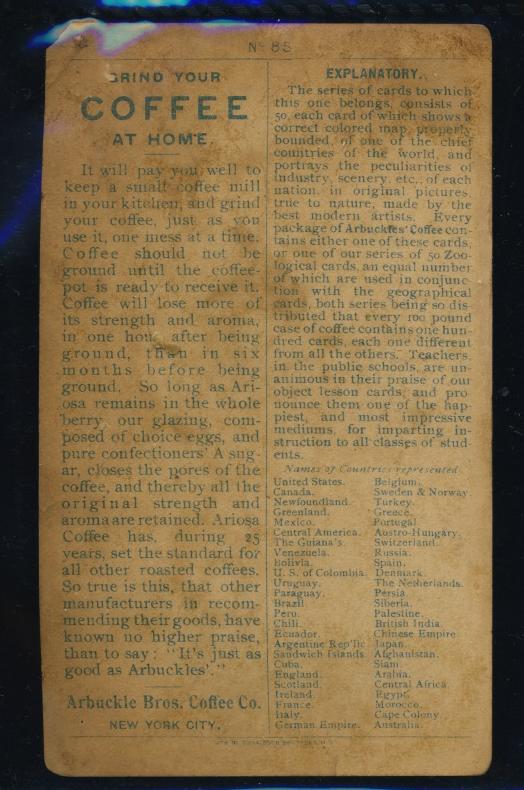 No 85
GRIND YOUR
COFFEE
AT HOME
It will pay you well to
keep a small coffee mill
in your kitchen, and grind
your coffee, just as you
use it, one mess at a time.
Coffee should not be
ground until the coffee-
pot is ready to receive it.
Coffee will lose more of
its strength and aroma,
in one hour after being
ground, than in six
months before being
ground. So long as Ari-
osa remains in the whole
berry, our glazing, com-
posed of choice eggs, and
pure confectioners' A sug-
ar, closes the pores of the
coffee, and thereby all the
original strength and
aroma are retained. Ariosa
Coffee has, during 25
years, set the standard for
all other roasted coffees.
So true is this, that other
manufacturers in recom-
mending their goods, have
known no higher praise,
than to say: "It's just as
good as Arbuckles'."
Arbuckle Bros. Coffee Co.
NEW YORK CITY.
EXPLANATORY.
The series of cards to which
this one belongs, consists of
50, each card of which shows a
correct colored map, properly
bounded, of one of the chief
countries of the world, and
portrays the peculiarities of
industry, scenery, etc., of each
nation, in original pictures,
true to nature, made by the
best modern artists. Every
package of Arbuckles' Coffee con-
tains either one of these cards,
or one of our series of 50 Zoo-
logical cards, an equal number
of which are used in conjunc-
tion with the geographical
cards, both series being so dis-
tributed that every 100 pound
case of coffee contains one hun-
dred cards, each one different
from all the others. Teachers,
in the public schools, are un-
animous in their praise of our
object lesson cards, and pro-
nounce them one of the hap-
piest, and most impressive
mediums, for imparting in-
struction to all classes of stud-
ents.
Names of Countries represented
United States.
Canada.
Newfoundland.
Greenland.
Mexico.
Central America.
The Guiana's.
Venezuela.
Bolivia.
U. S. of Colombia.
Uruguay.
Paraguay.
Brazil
Peru.
Chili.
Ecuador.
Argentine Rep'lic
Sandwich Islands.
Cuba.
England.
Scotland.
Ireland.
France.
Italy.
German Empire.
Belgium.
Sweden & Norway.
Turkey.
Greece.
Portugal
Austro-Hungary.
Switzerland.
Russia.
Spain.
Denmark.
The Netherlands.
Persia
Siberia.
Palestine.
British India.
Chinese Empire
Japan.
Afghanistan.
Siam.
Arabia.
Central Africa.
Egypt.
Morocco.
Cape Colony.
Australia.